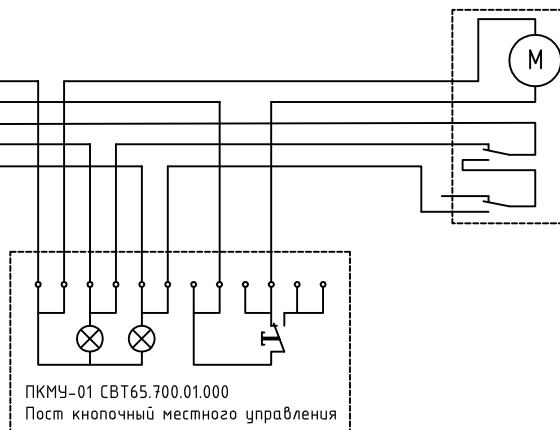 М
ПКМУ-01 СВТ65.700.01.000
Пост кнопочный местного управления